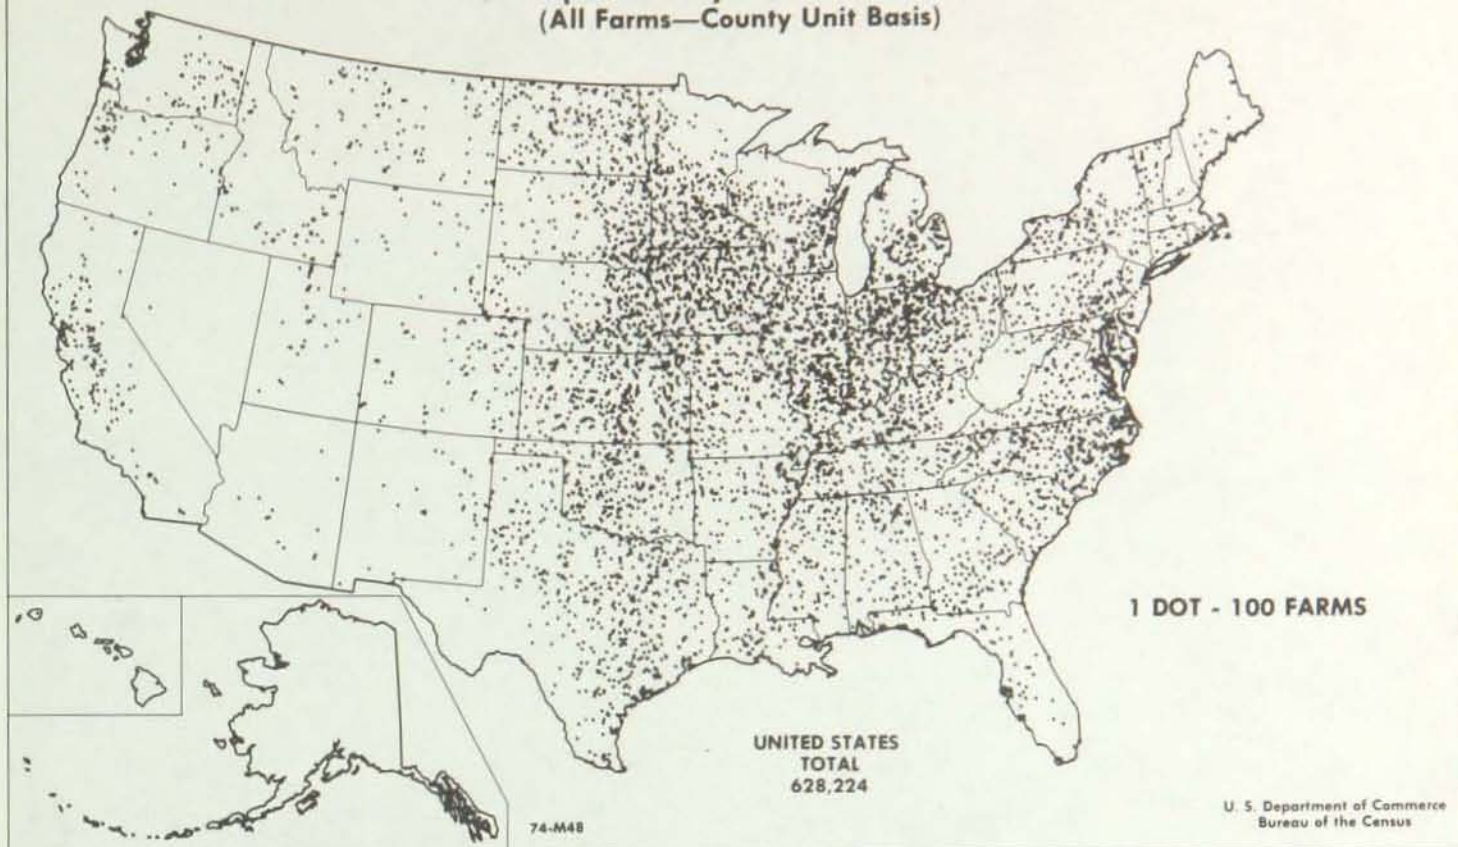 (All Farms—County Unit Basis)
1 DOT - 100 FARMS
UNITED STATES
TOTAL
628,224
74-M48
U. S. Department of Commerce
Bureau of the Census